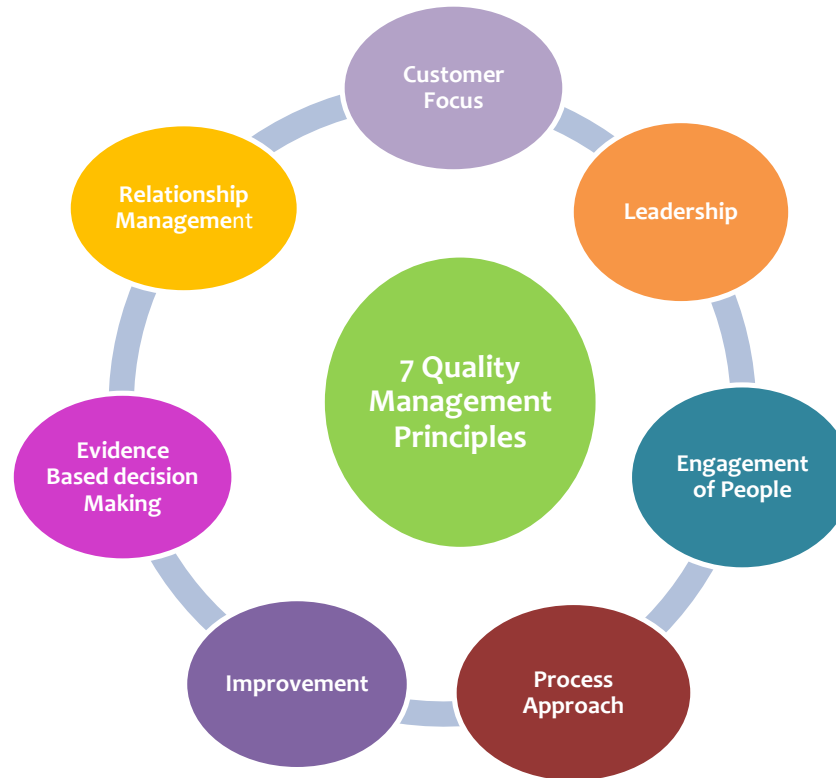 Customer
Focus
Leadership
Engagement
of People
Process
Approach
Improvement
Evidence
Based decision
Making
Relationship
Management
7 Quality
Management
Principles